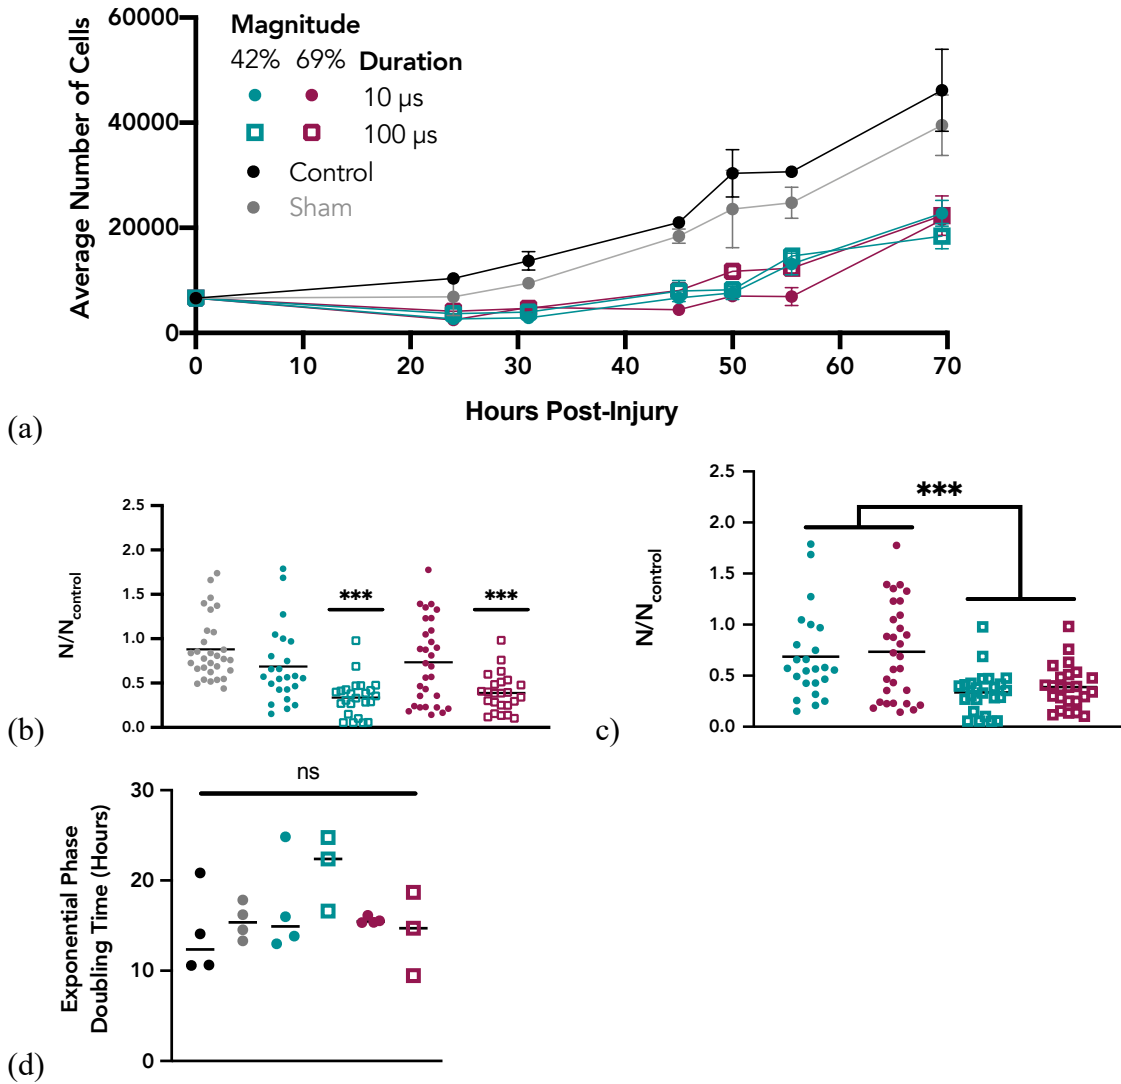 60000
40000
20000
0
Average Number of Cells
Magnitude
42% 69% Duration
10 µs
100 µs
Control
Sham
0 10 20 30 40 50 60 70
Hours Post-Injury
(a)
2.5
2.0
1.5
1.0
0.5
0.0
N/Ncontrol
*** ***
(b)
2.5
2.0
1.5
1.0
0.5
0.0
N/Ncontrol
***
c)
30
20
10
0
Exponential Phase
Doubling Time (Hours)
ns
(d)